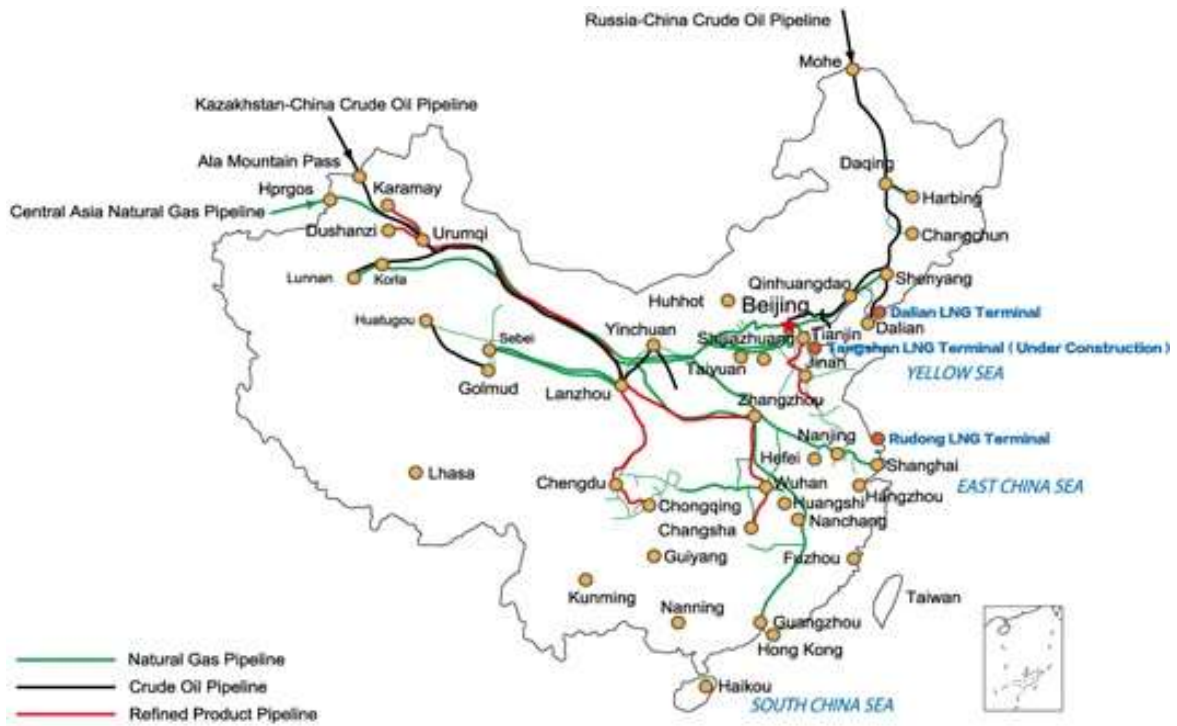 Russia-China Crude Oil Pipeline
Mohe
Kazakhstan-China Crude Oil Pipeline
Ala Mountain Pass
Daqing
Hprgos
Karamay
Harbing
Central Asia Natural Gas Pipeline
Dushanzi
Urumqi
Changchun
Lunnan
Korla
Shenyang
Qinhuangdao
Huhhot
Beijing
Dalian LNG Terminal
Huatugou
Sebei
Yinchuan
Dalian
Shijiazhuang
Tianjin
Tangshan LNG Terminal ( Under Construction )
Taiyuan
Jinan
YELLOW SEA
Golmud
Lanzhou
Zhangzhou
Nanjing
Rudong LNG Terminal
Hefei
Shanghai
Lhasa
Chengdu
Wuhan
Hangzhou
EAST CHINA SEA
Chongqing
Huangshi
Changsha
Nanchang
Guiyang
Fuzhou
Kunming
Taiwan
Nanning
Guangzhou
Hong Kong
Natural Gas Pipeline
Crude Oil Pipeline
Haikou
SOUTH CHINA SEA
Refined Product Pipeline